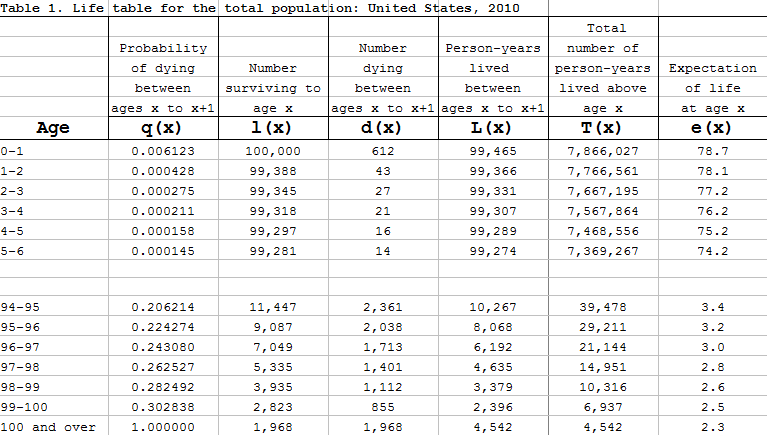 Table 1. Life table for the total population: United States, 2010
Total
Probability Number Person-years number of
of dying Number dying lived person-years Expectation
between surviving to between between lived above of life
ages x to x+1 age x ages x to x+1 ages x to x+1 age x at age x
Age q(x) l(x) d(x) L(x) T(x) e(x)
0-1 0.006123 100,000 612 99,465 7,866,027 78.7
1-2 0.000428 99,388 43 99,366 7,766,561 78.1
2-3 0.000275 99,345 27 99,331 7,667,195 77.2
3-4 0.000211 99,318 21 99,307 7,567,864 76.2
4-5 0.000158 99,297 16 99,289 7,468,556 75.2
5-6 0.000145 99,281 14 99,274 7,369,267 74.2
94-95 0.206214 11,447 2,361 10,267 39,478 3.4
95-96 0.224274 9,087 2,038 8,068 29,211 3.2
96-97 0.243080 7,049 1,713 6,192 21,144 3.0
97-98 0.262527 5,335 1,401 4,635 14,951 2.8
98-99 0.282492 3,935 1,112 3,379 10,316 2.6
99-100 0.302838 2,823 855 2,396 6,937 2.5
100 and over 1.000000 1,968 1,968 4,542 4,542 2.3